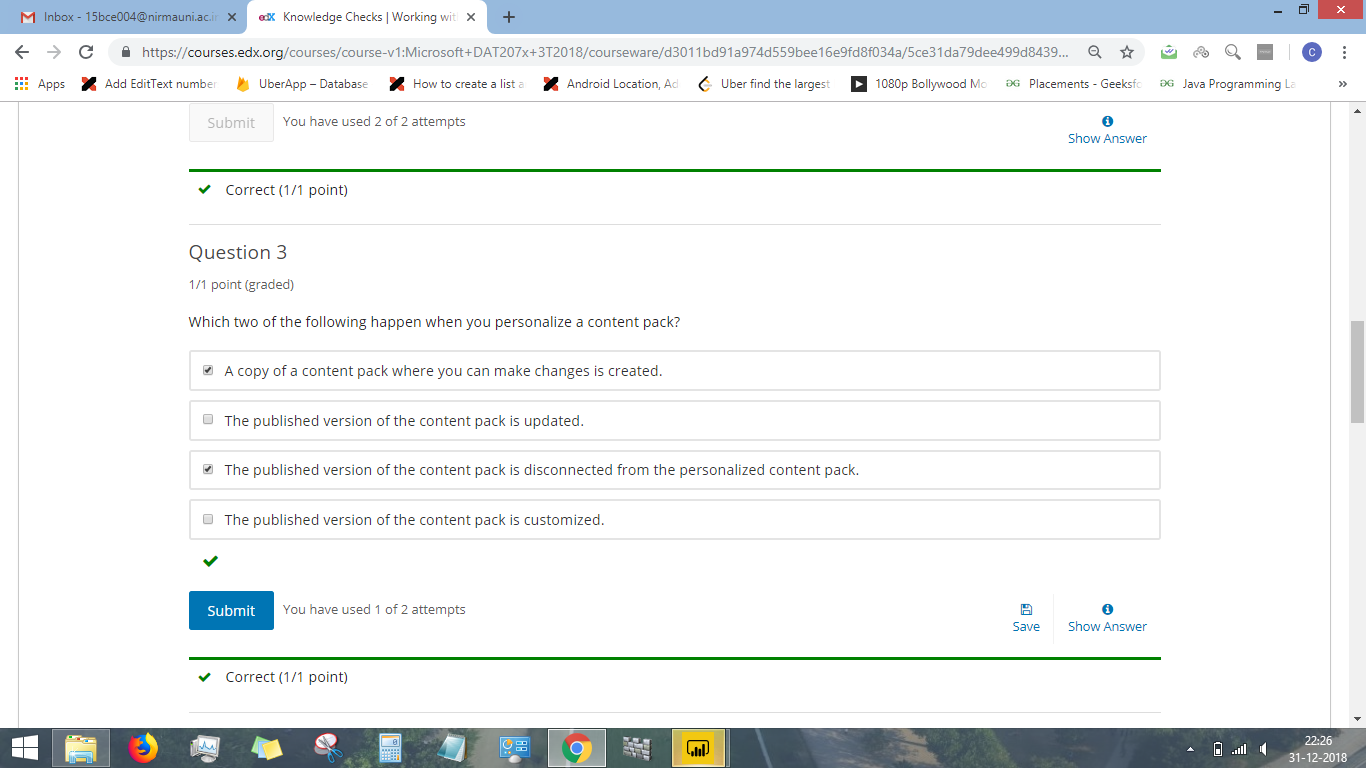 Inbox - 15bce004@nirmauni.ac.i
edX Knowledge Checks | Working wit
https://courses.edx.org/courses/course-v1:Microsoft+DAT207x+3T2018/courseware/d3011bd91a974d559bee16e9fd8f034a/5ce31da79dee499d8439...
C
Apps Add EditText number UberApp – Database How to create a list a Android Location, Ad Uber find the largest 1080p Bollywood Mo Placements - Geeksfo Java Programming La »
Submit You have used 2 of 2 attempts
Show Answer
Correct (1/1 point)
Question 3
1/1 point (graded)
Which two of the following happen when you personalize a content pack?
A copy of a content pack where you can make changes is created.
The published version of the content pack is updated.
The published version of the content pack is disconnected from the personalized content pack.
The published version of the content pack is customized.
Submit You have used 1 of 2 attempts
Save Show Answer
Correct (1/1 point)
22:26
31-12-2018